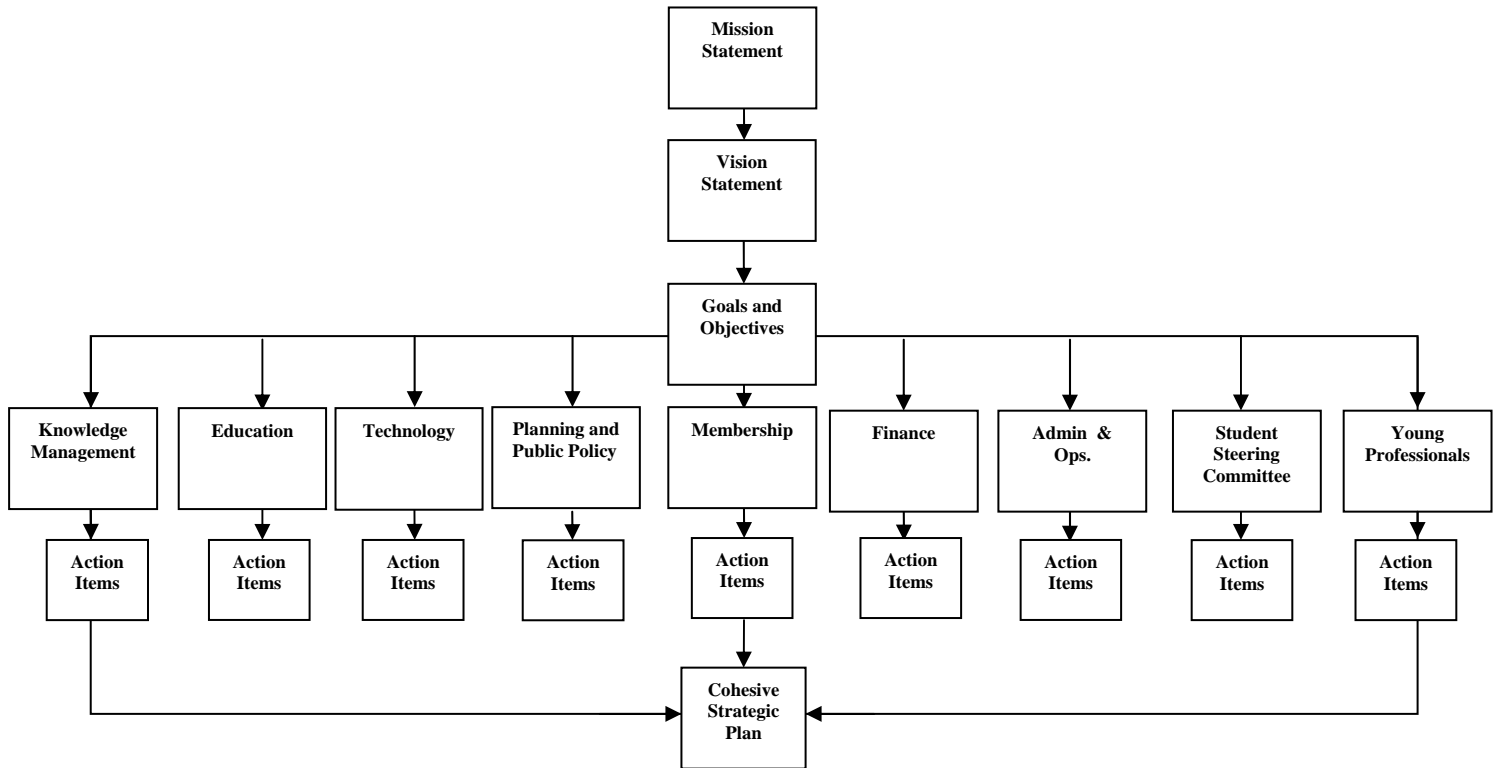 Mission
Statement
Vision
Statement
Goals and
Objectives
Knowledge
Management
Education
Technology
Planning and
Public Policy
Membership
Finance
Admin & Ops.
Student
Steering
Committee
Young
Professionals
Action
Items
Action
Items
Action
Items
Action
Items
Action
Items
Action
Items
Action
Items
Action
Items
Action
Items
Cohesive
Strategic
Plan